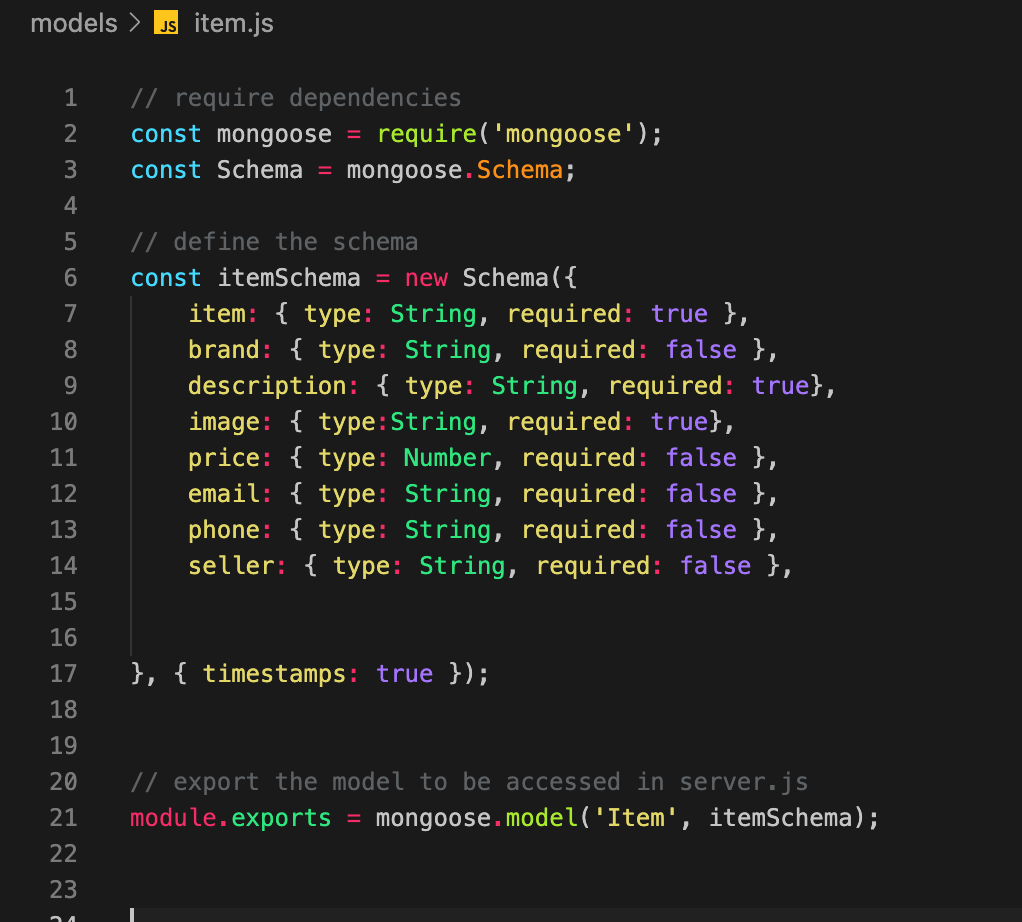 models > JS item.js
1 // require dependencies
2 const mongoose = require('mongoose');
3 const Schema = mongoose.Schema;
4
5 // define the schema
6 const itemSchema = new Schema({
7     item: { type: String, required: true },
8     brand: { type: String, required: false },
9     description: { type: String, required: true},
10     image: { type:String, required: true},
11     price: { type: Number, required: false },
12     email: { type: String, required: false },
13     phone: { type: String, required: false },
14     seller: { type: String, required: false },
15
16
17 }, { timestamps: true });
18
19
20 // export the model to be accessed in server.js
21 module.exports = mongoose.model('Item', itemSchema);
22
23
24